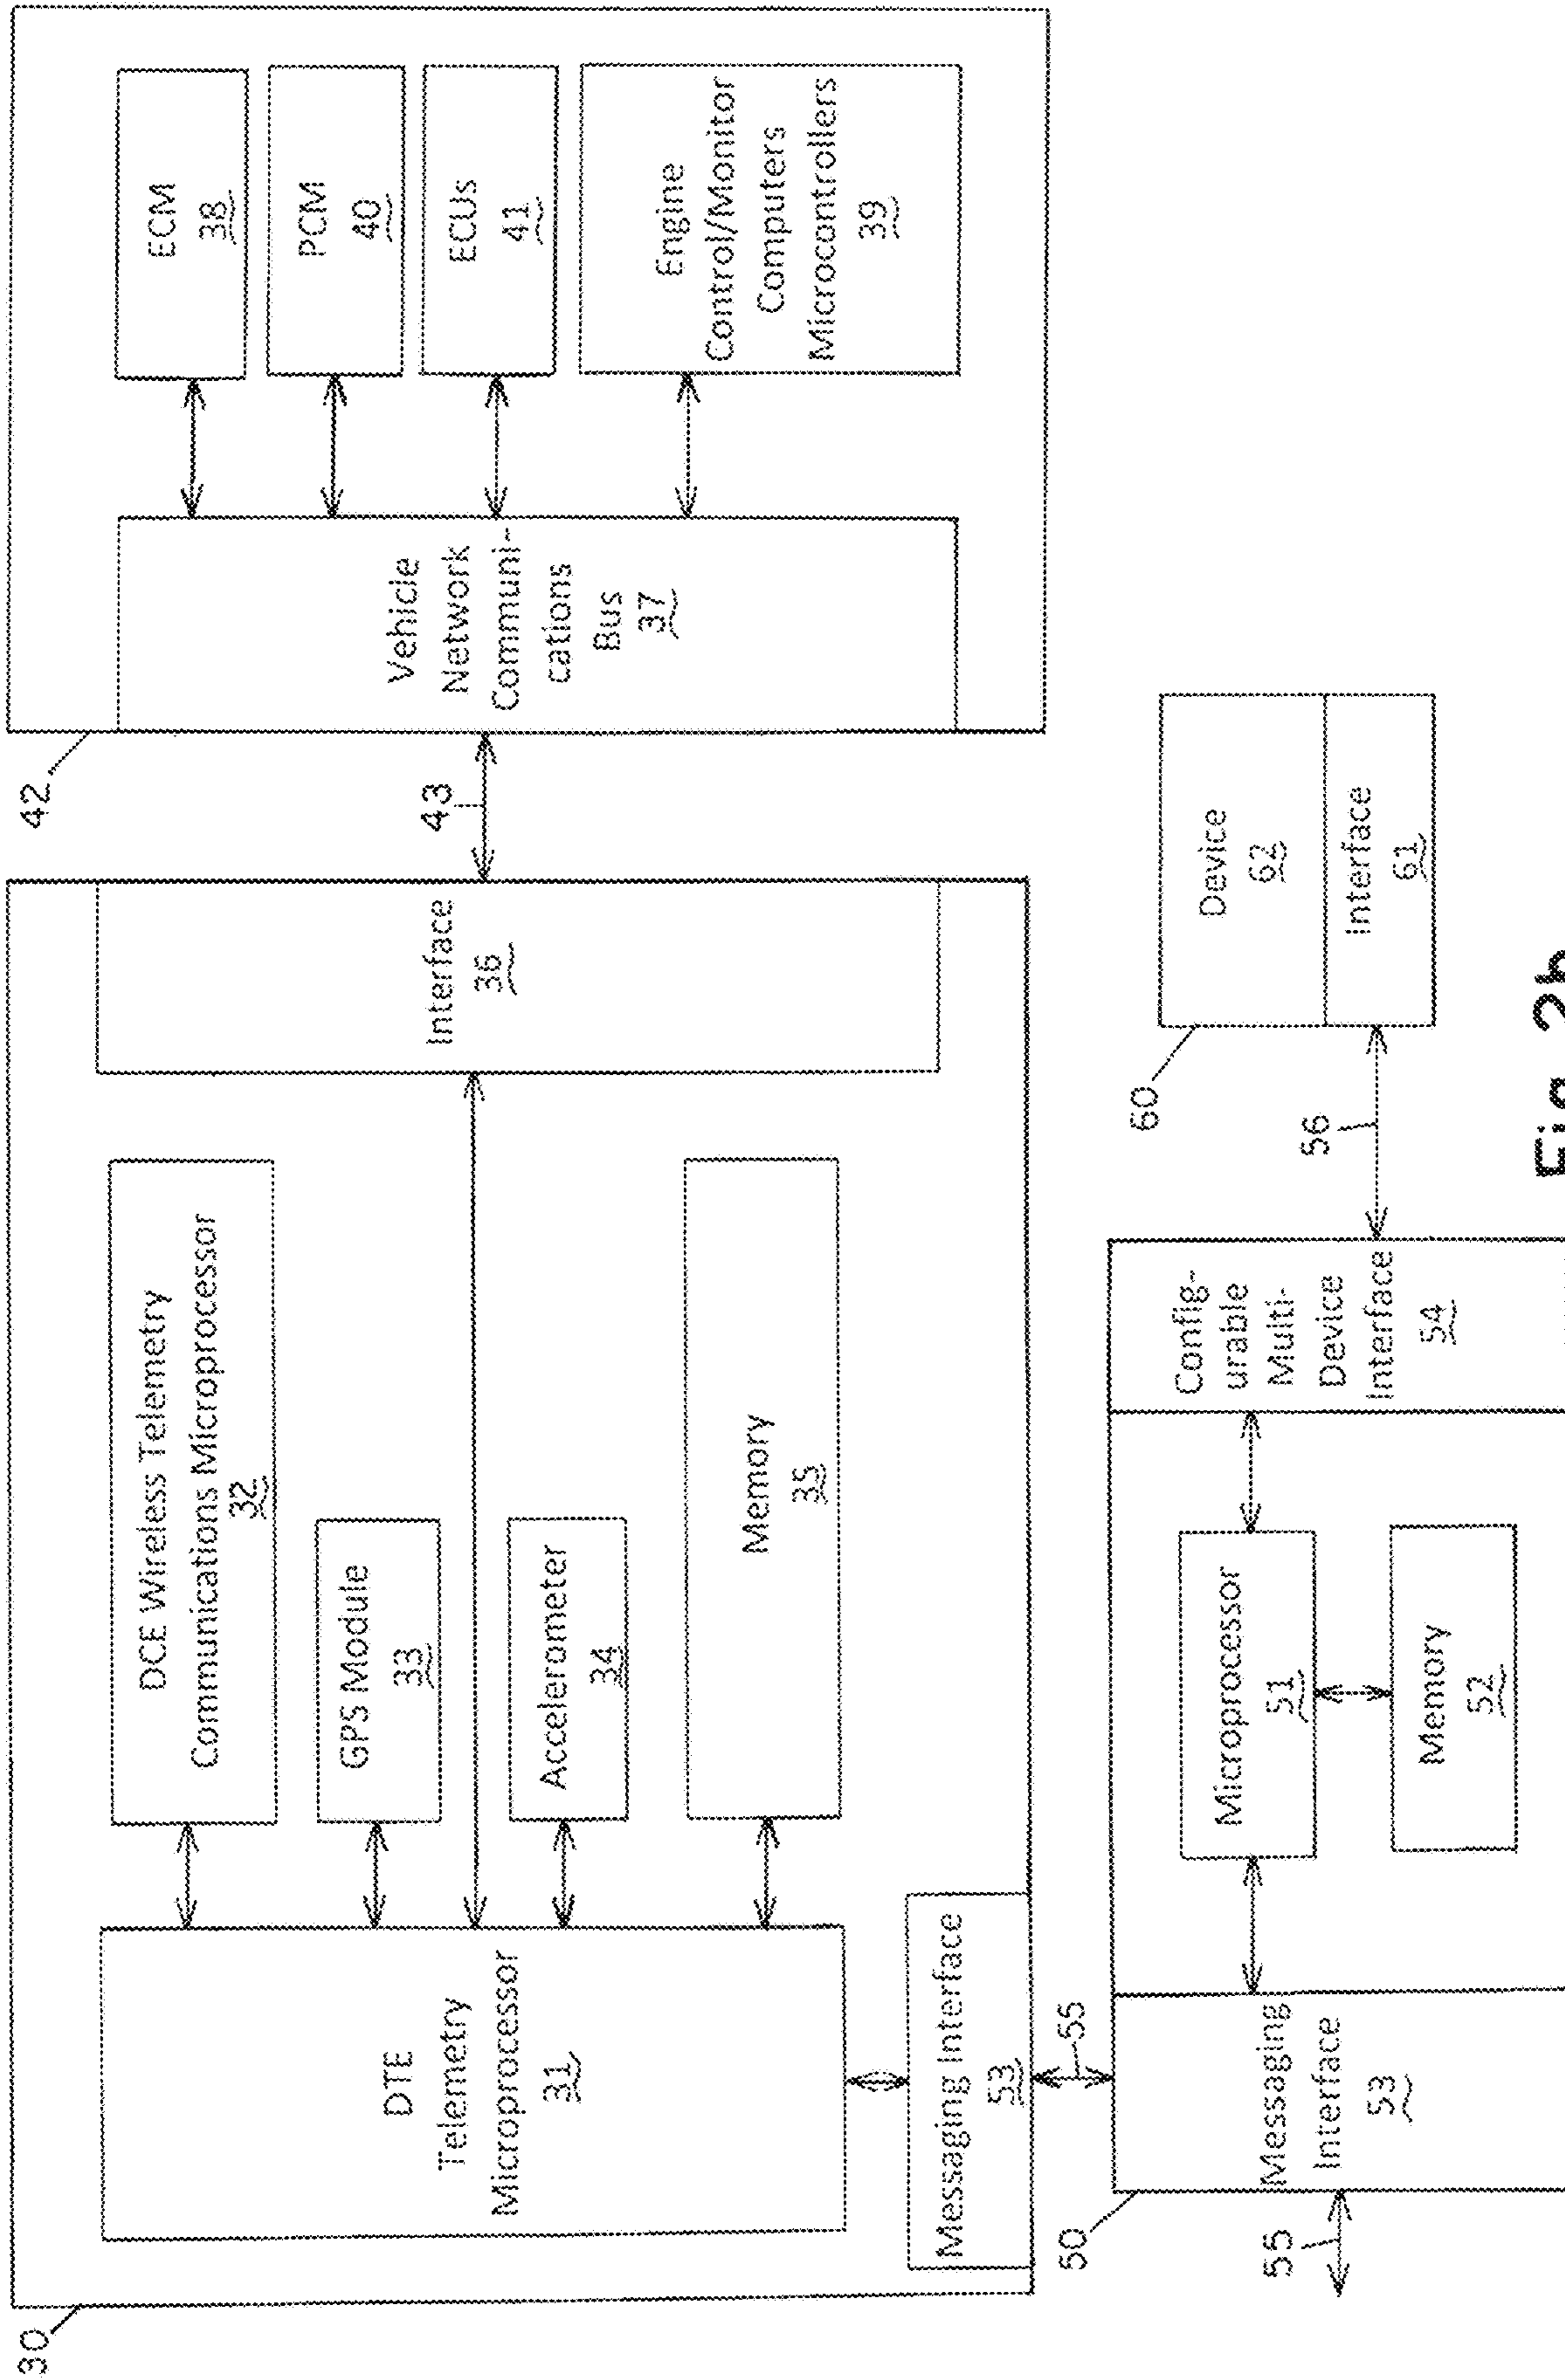 30
DTE
Telemetry
Microprocessor
31
DCE Wireless Telemetry
Communications Microprocessor
32
GPS Module
33
Accelerometer
34
Memory
35
Interface
36
Messaging Interface
53
42
43
Vehicle
Network
Communi-
cations
Bus
37
ECM
38
PCM
40
ECUs
41
Engine
Control/Monitor
Computers
Microcontrollers
39
55
50
55
Messaging
Interface
53
Microprocessor
51
Memory
52
Config-
urable
Multi-
Device
Interface
54
56
60
Device
62
Interface
61
Fig. 2b